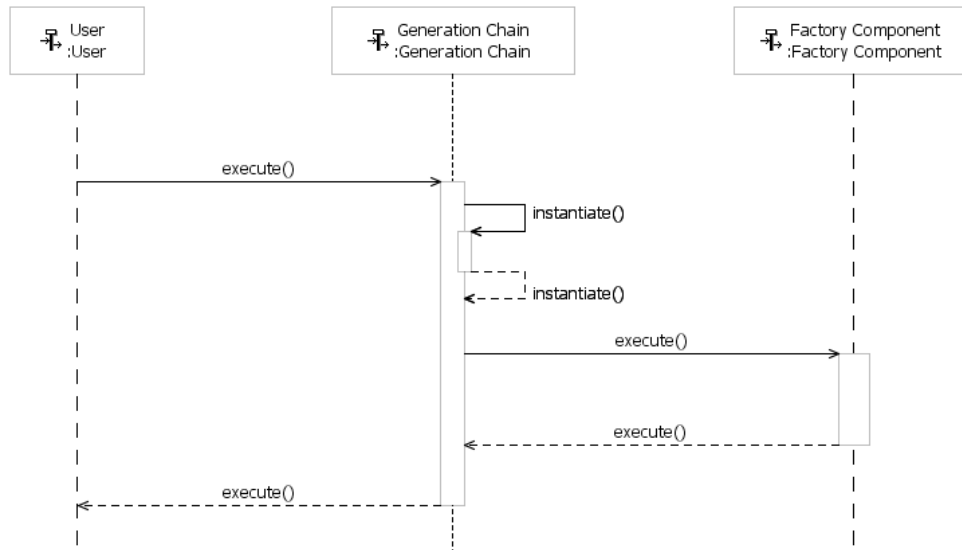 User
:User
Generation Chain
:Generation Chain
Factory Component
:Factory Component
execute()
instantiate()
instantiate()
execute()
execute()
execute()